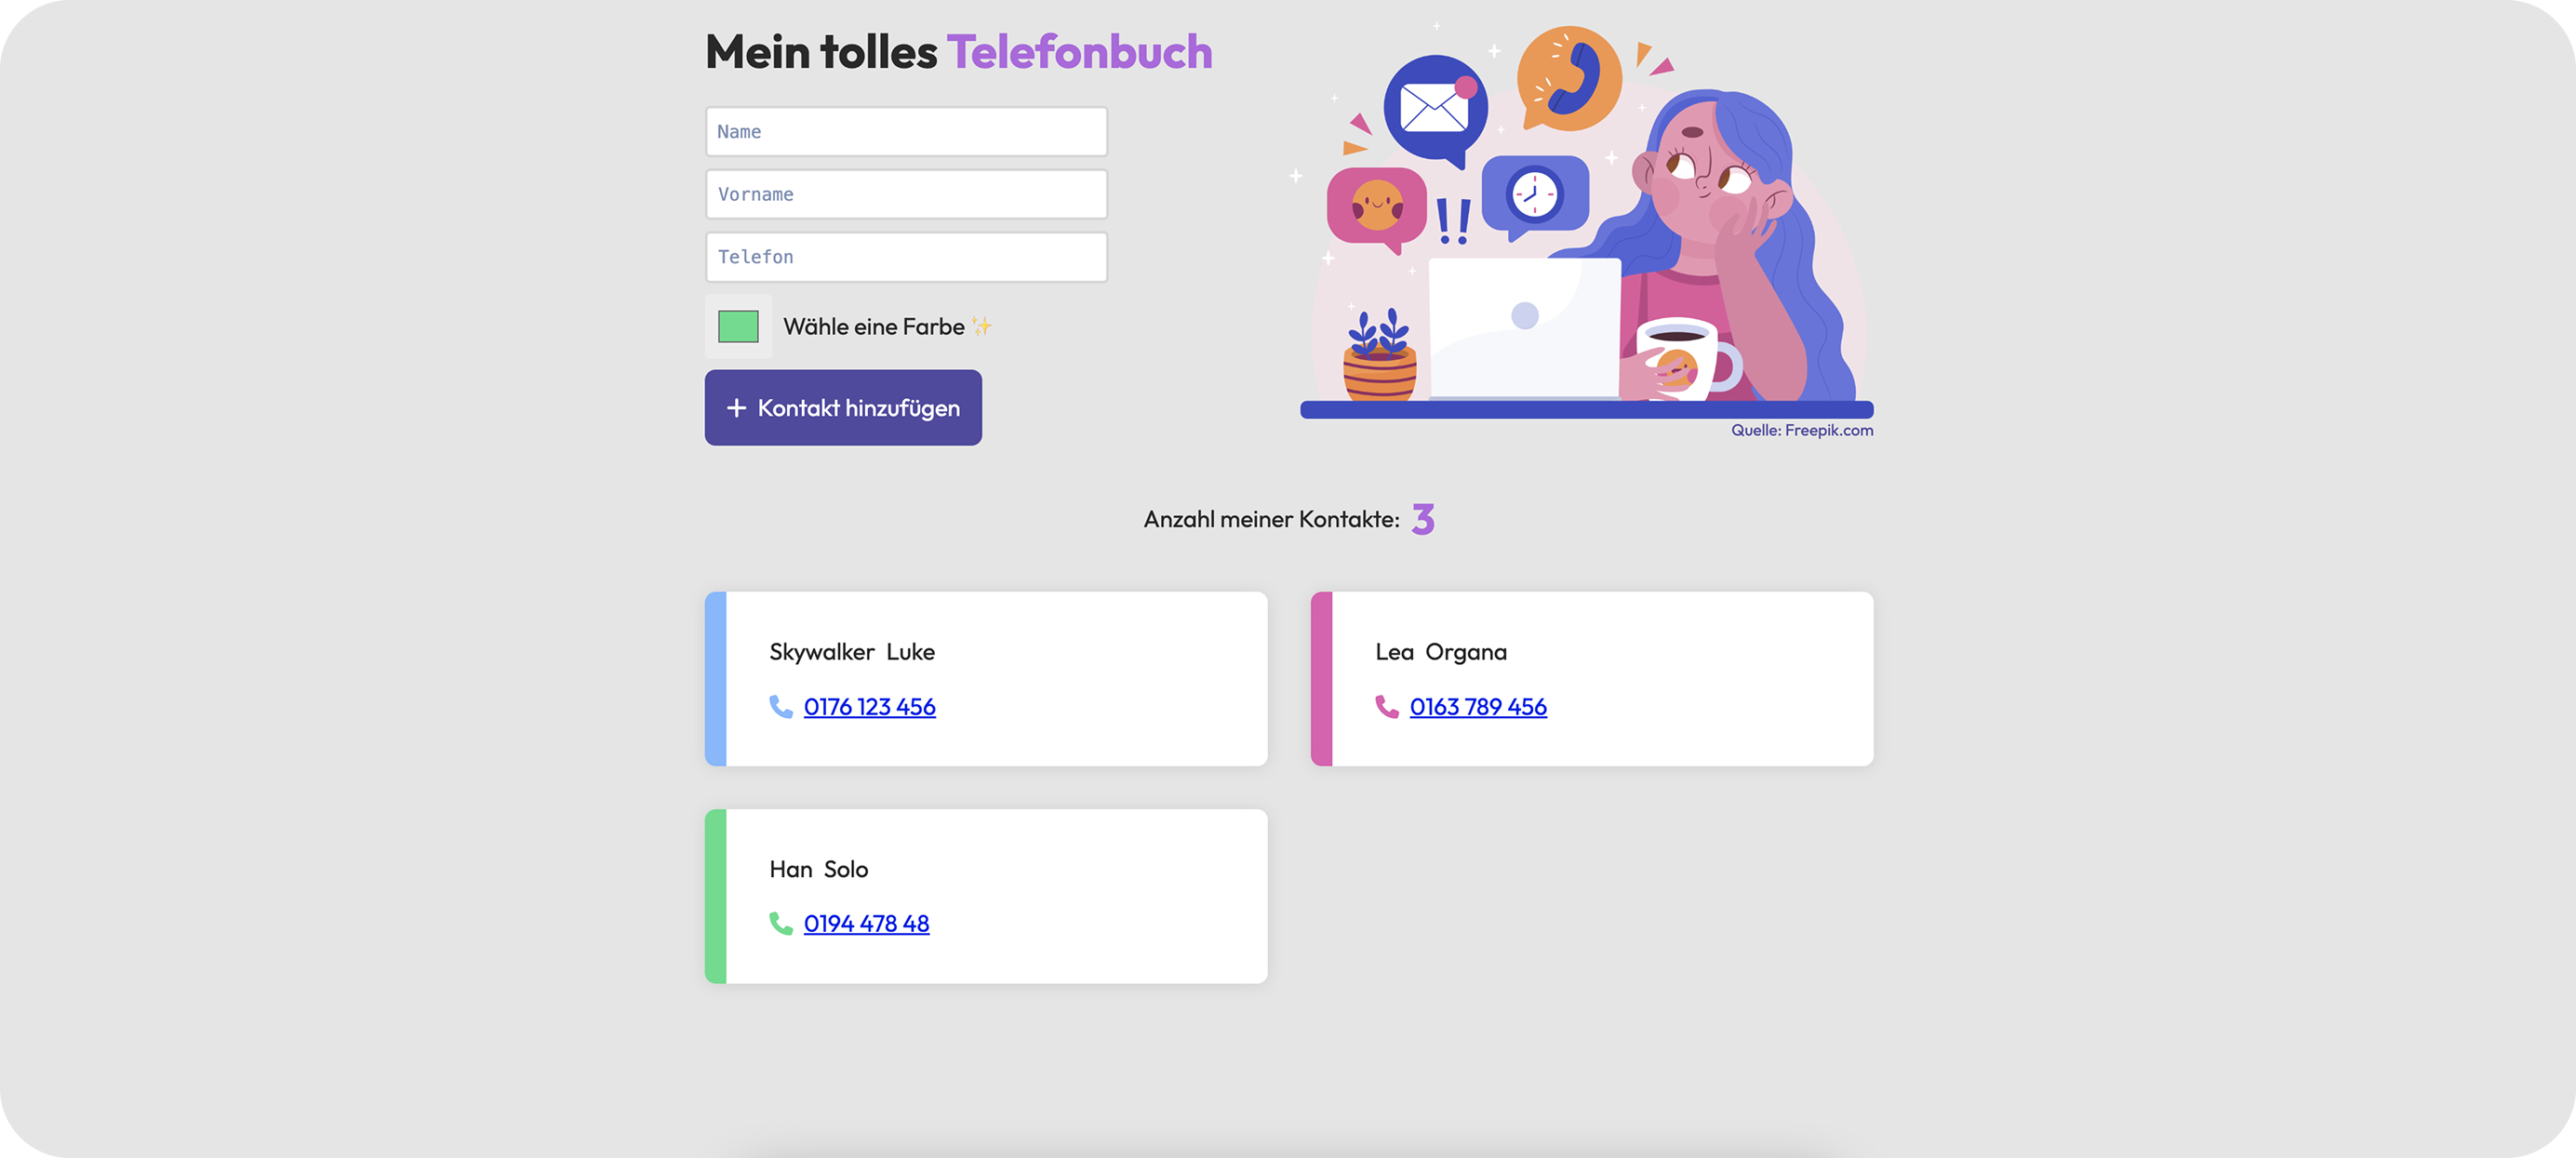 Mein tolles Telefonbuch
Name
Vorname
Telefon
Wähle eine Farbe ✨
+ Kontakt hinzufügen
!!
Quelle: Freepik.com
Anzahl meiner Kontakte: 3
Skywalker Luke
0176 123 456
Lea Organa
0163 789 456
Han Solo
0194 478 48